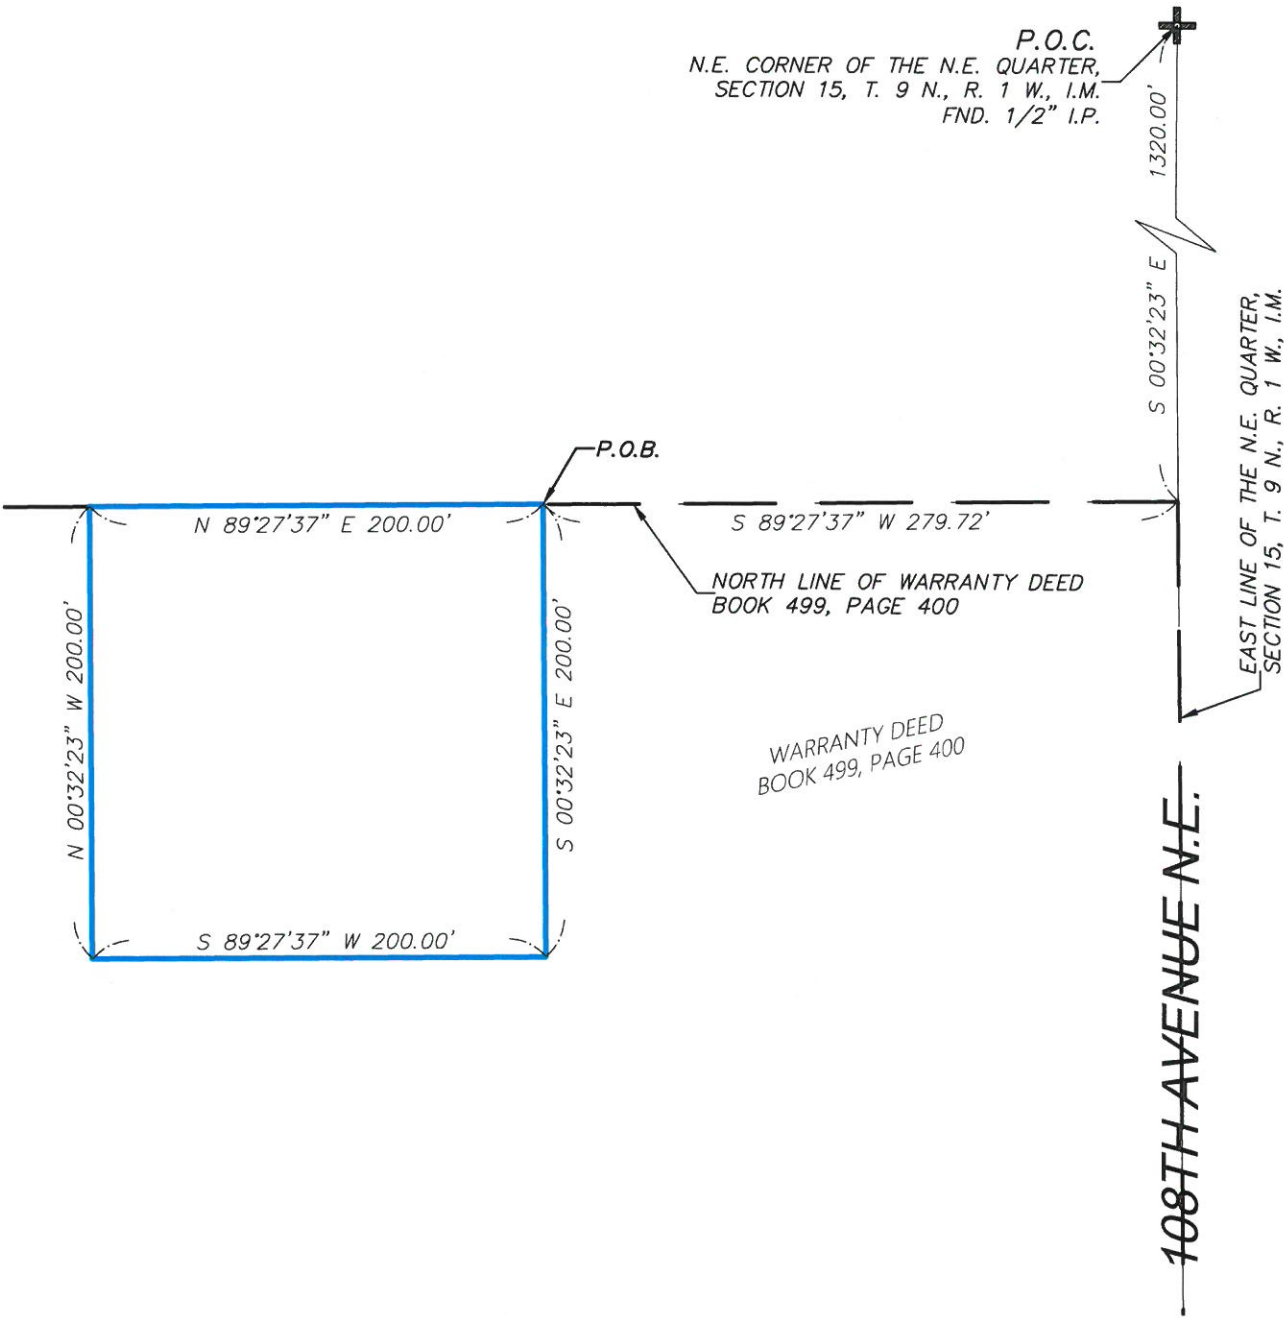 P.O.C.
N.E. CORNER OF THE N.E. QUARTER,
SECTION 15, T. 9 N., R. 1 W., I.M.
FND. 1/2" I.P.
1320.00'
S 00°32'23" E
EAST LINE OF THE N.E. QUARTER,
SECTION 15, T. 9 N., R. 1 W., I.M.
P.O.B.
N 89°27'37" E 200.00'
S 89°27'37" W 279.72'
NORTH LINE OF WARRANTY DEED
BOOK 499, PAGE 400
N 00°32'23" W 200.00'
S 00°32'23" E 200.00'
WARRANTY DEED
BOOK 499, PAGE 400
S 89°27'37" W 200.00'
108TH AVENUE N.E.